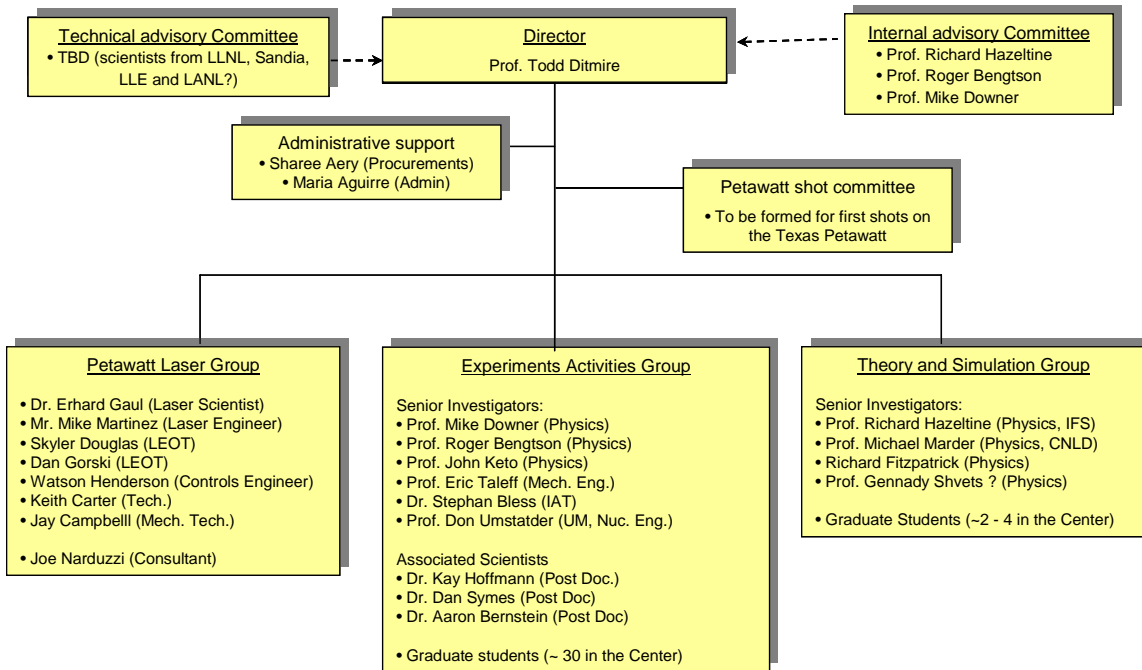 Technical advisory Committee
• TBD (scientists from LLNL, Sandia,
LLE and LANL?)
Director
Prof. Todd Ditmire
Internal advisory Committee
• Prof. Richard Hazeltine
• Prof. Roger Bengtson
• Prof. Mike Downer
Administrative support
• Sharee Aery (Procurements)
• Maria Aguirre (Admin)
Petawatt shot committee
• To be formed for first shots on
the Texas Petawatt
Petawatt Laser Group
• Dr. Erhard Gaul (Laser Scientist)
• Mr. Mike Martinez (Laser Engineer)
• Skyler Douglas (LEOT)
• Dan Gorski (LEOT)
• Watson Henderson (Controls Engineer)
• Keith Carter (Tech.)
• Jay Campbelll (Mech. Tech.)
• Joe Narduzzi (Consultant)
Experiments Activities Group
Senior Investigators:
• Prof. Mike Downer (Physics)
• Prof. Roger Bengtson (Physics)
• Prof. John Keto (Physics)
• Prof. Eric Taleff (Mech. Eng.)
• Dr. Stephan Bless (IAT)
• Prof. Don Umstatder (UM, Nuc. Eng.)
Associated Scientists
• Dr. Kay Hoffmann (Post Doc.)
• Dr. Dan Symes (Post Doc)
• Dr. Aaron Bernstein (Post Doc)
• Graduate students (~ 30 in the Center)
Theory and Simulation Group
Senior Investigators:
• Prof. Richard Hazeltine (Physics, IFS)
• Prof. Michael Marder (Physics, CNLD)
• Richard Fitzpatrick (Physics)
• Prof. Gennady Shvets ? (Physics)
• Graduate Students (~2 - 4 in the Center)